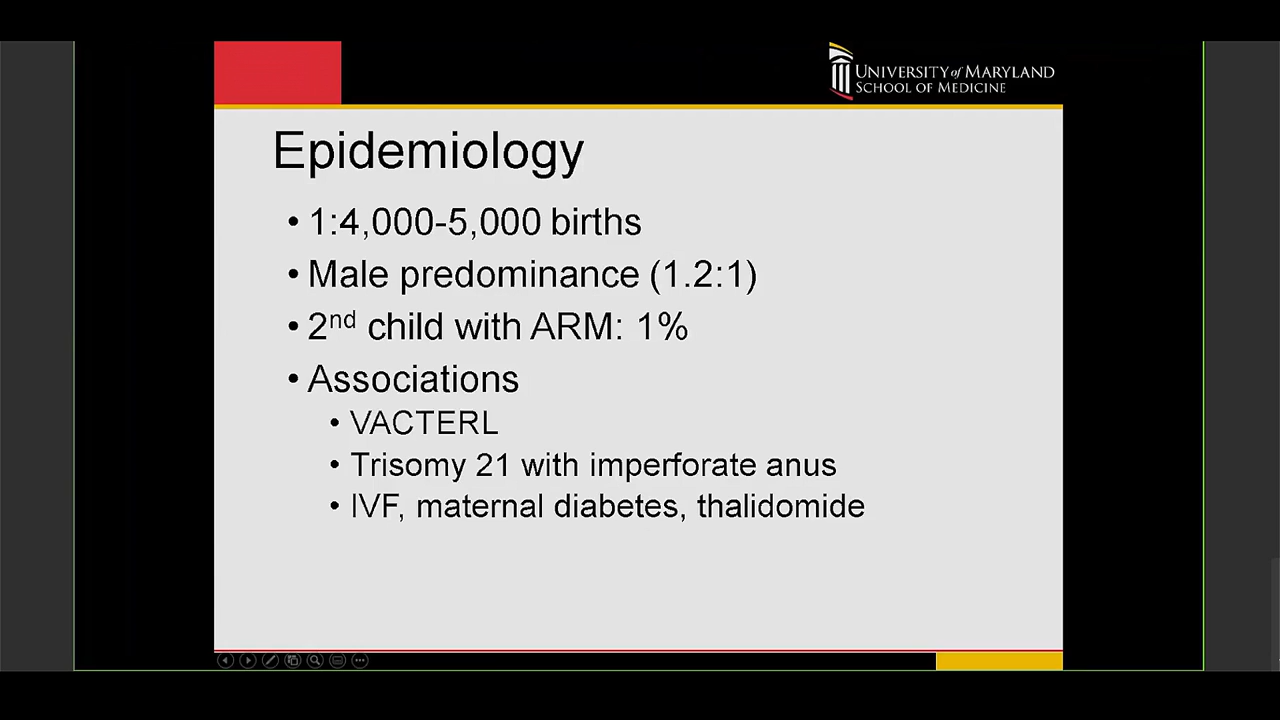 UNIVERSITY of MARYLAND
SCHOOL OF MEDICINE
Epidemiology
• 1:4,000-5,000 births
• Male predominance (1.2:1)
• 2nd child with ARM: 1%
• Associations
• VACTERL
• Trisomy 21 with imperforate anus
• IVF, maternal diabetes, thalidomide